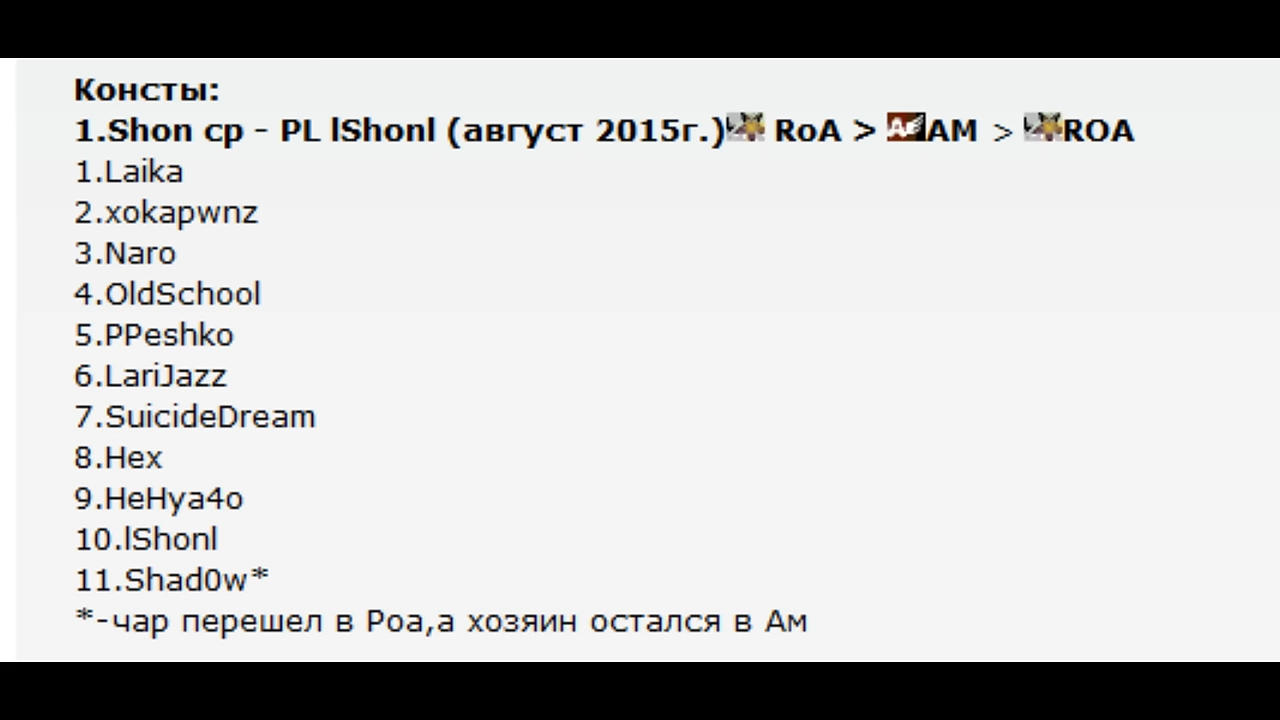 Консты:
1.Shon cp - PL lShonl (август 2015г.) RoA > AM > ROA
1.Laika
2.xokapwnz
3.Naro
4.OldSchool
5.PPeshko
6.LariJazz
7.SuicideDream
8.Hex
9.HeHya4o
10.lShonl
11.Shad0w*
*-чар перешел в Роа,а хозяин остался в Ам